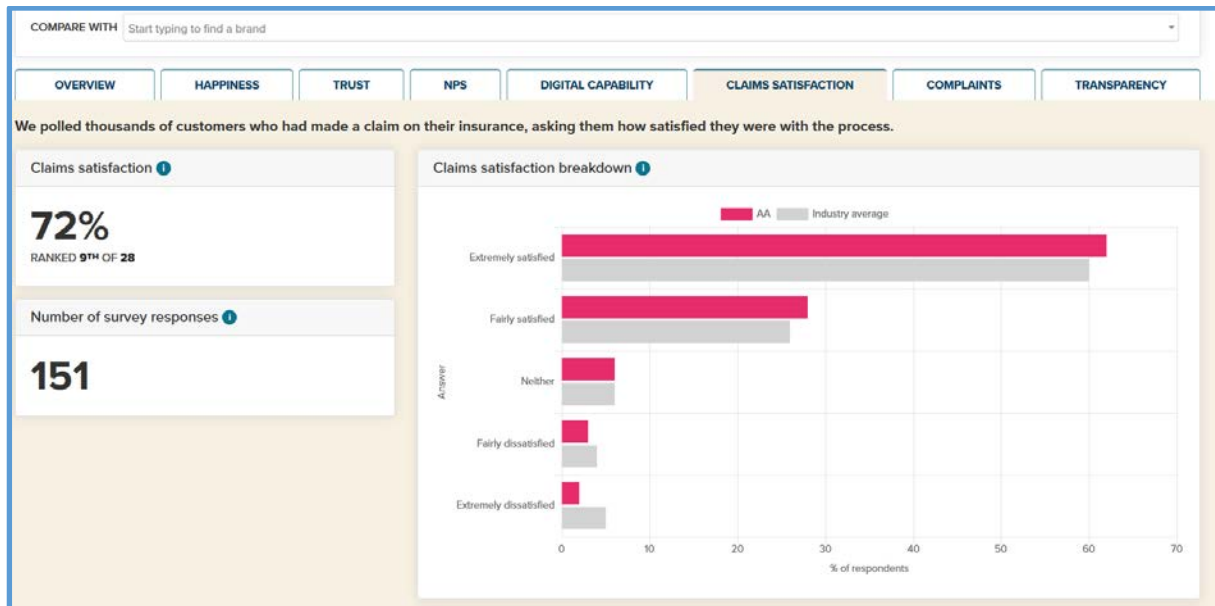 COMPARE WITH Start typing to find a brand
OVERVIEW HAPPINESS TRUST NPS DIGITAL CAPABILITY CLAIMS SATISFACTION COMPLAINTS TRANSPARENCY
We polled thousands of customers who had made a claim on their insurance, asking them how satisfied they were with the process.
Claims satisfaction i
72%
RANKED 9TH OF 28
Number of survey responses i
151
Claims satisfaction breakdown i
AA Industry average
Extremely satisfied
Fairly satisfied
Neither
Fairly dissatisfied
Extremely dissatisfied
Answer
0 10 20 30 40 50 60 70
% of respondents